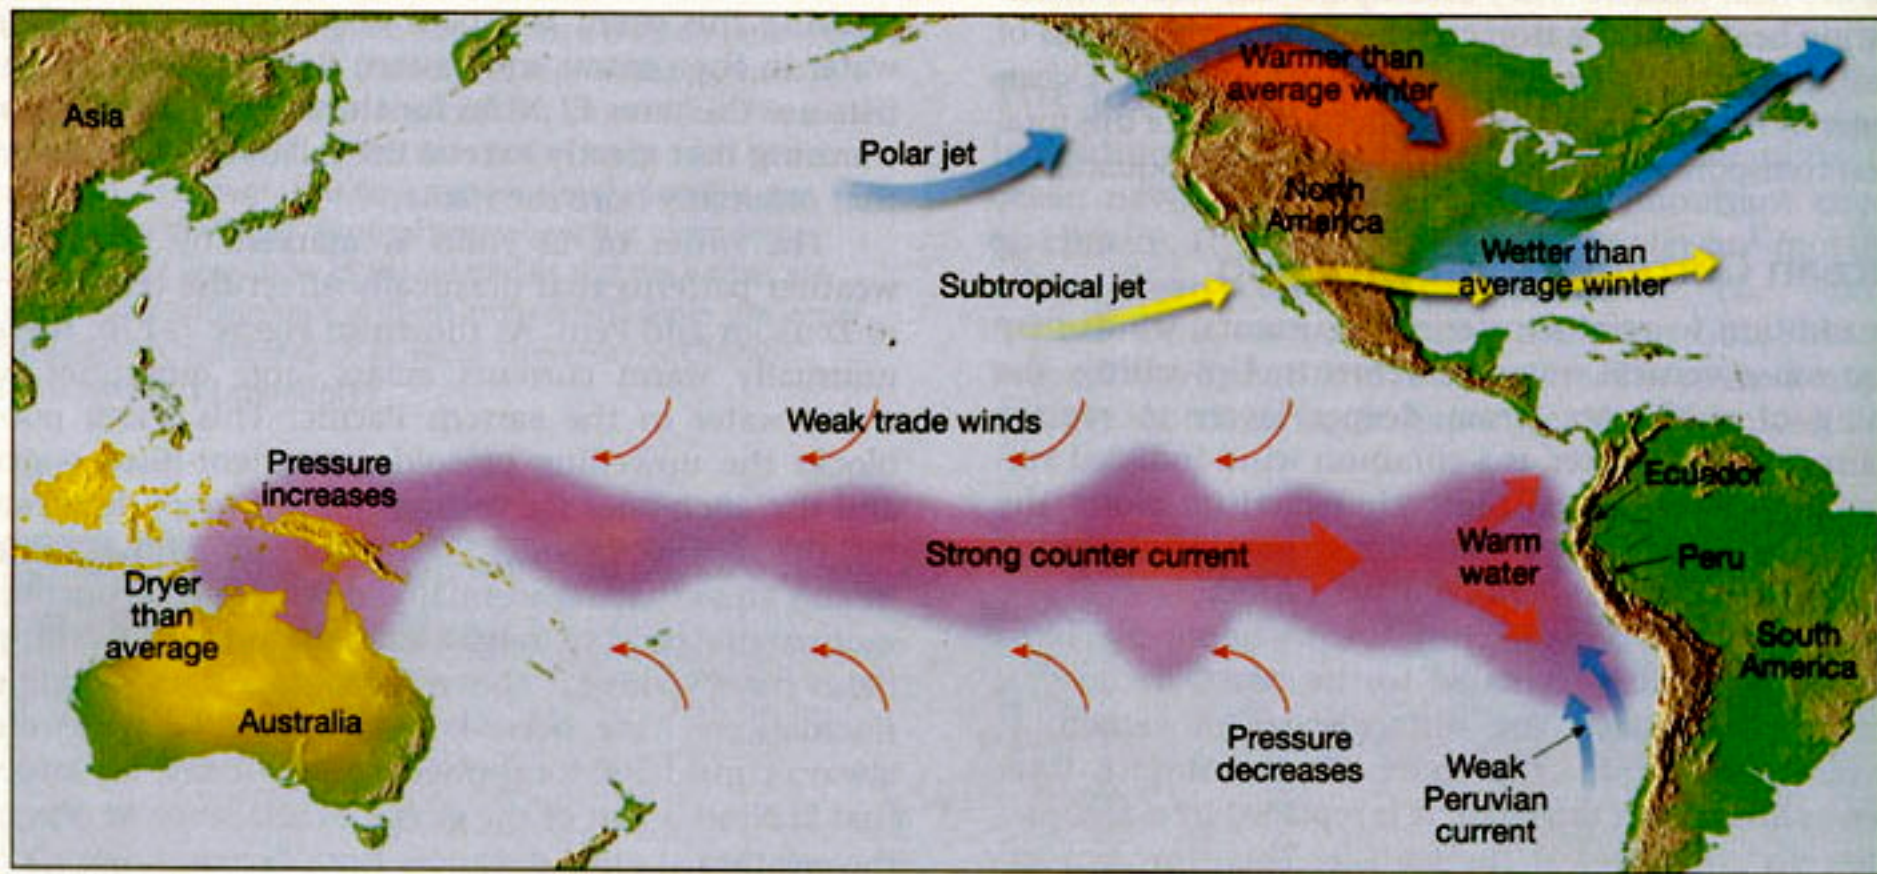 Asia
Polar jet
Warmer than
average winter
North
America
Subtropical jet
Wetter than
average winter
Weak trade winds
Pressure
increases
Ecuador
Strong counter current
Warm
water
Peru
Dryer
than
average
South
America
Australia
Pressure
decreases
Weak
Peruvian
current